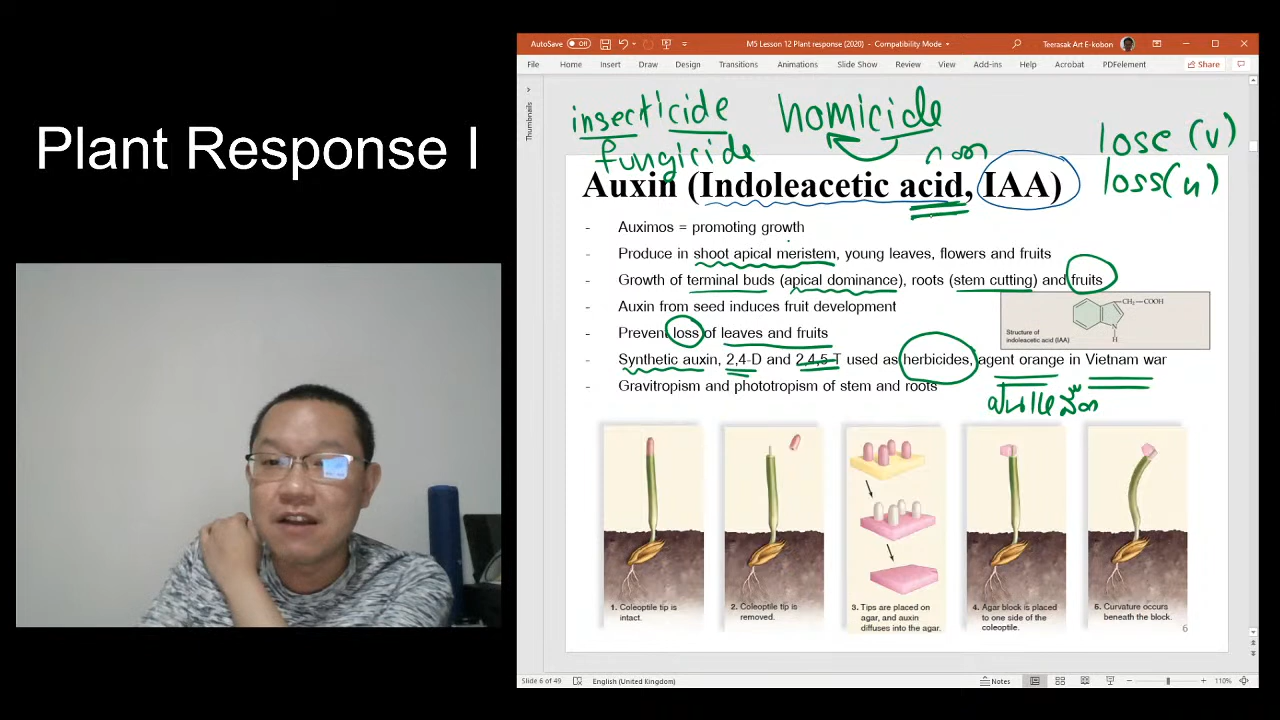 Plant Response I
AutoSave Off
M5 Lesson 12 Plant response (2020) - Compatibility Mode
Teerasak Art E-kobon
File Home Insert Draw Design Transitions Animations Slide Show Review View Add-ins Help Acrobat PDFelement Share
Thumbnails
insecticide homicide
fungicide
lose (v)
loss (n)
Auxin (Indoleacetic acid, IAA)
- Auximos = promoting growth
- Produce in shoot apical meristem, young leaves, flowers and fruits
- Growth of terminal buds (apical dominance), roots (stem cutting) and fruits
- Auxin from seed induces fruit development
- Prevent loss of leaves and fruits
- Synthetic auxin, 2,4-D and 2,4,5-T used as herbicides, agent orange in Vietnam war
- Gravitropism and phototropism of stem and roots
CH2 — COOH
N
H
Structure of
indoleacetic acid (IAA)
1. Coleoptile tip is
intact.
2. Coleoptile tip is
removed.
3. Tips are placed on
agar, and auxin
diffuses into the agar.
4. Agar block is placed
to one side of the
coleoptile.
5. Curvature occurs
beneath the block.
6
Slide 6 of 49 English (United Kingdom) Notes 110%